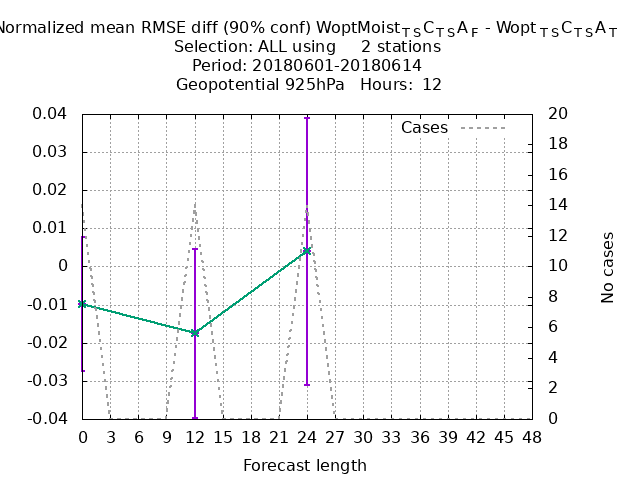 Normalized mean RMSE diff (90% conf) WoptMoistTSCTSAF - WoptTSCTSAT
Selection: ALL using 2 stations
Period: 20180601-20180614
Geopotential 925hPa Hours: 12
Cases
0.04
0.03
0.02
0.01
0
-0.01
-0.02
-0.03
-0.04
20
18
16
14
12
10
8
6
4
2
0
No cases
0 3 6 9 12 15 18 21 24 27 30 33 36 39 42 45 48
Forecast length